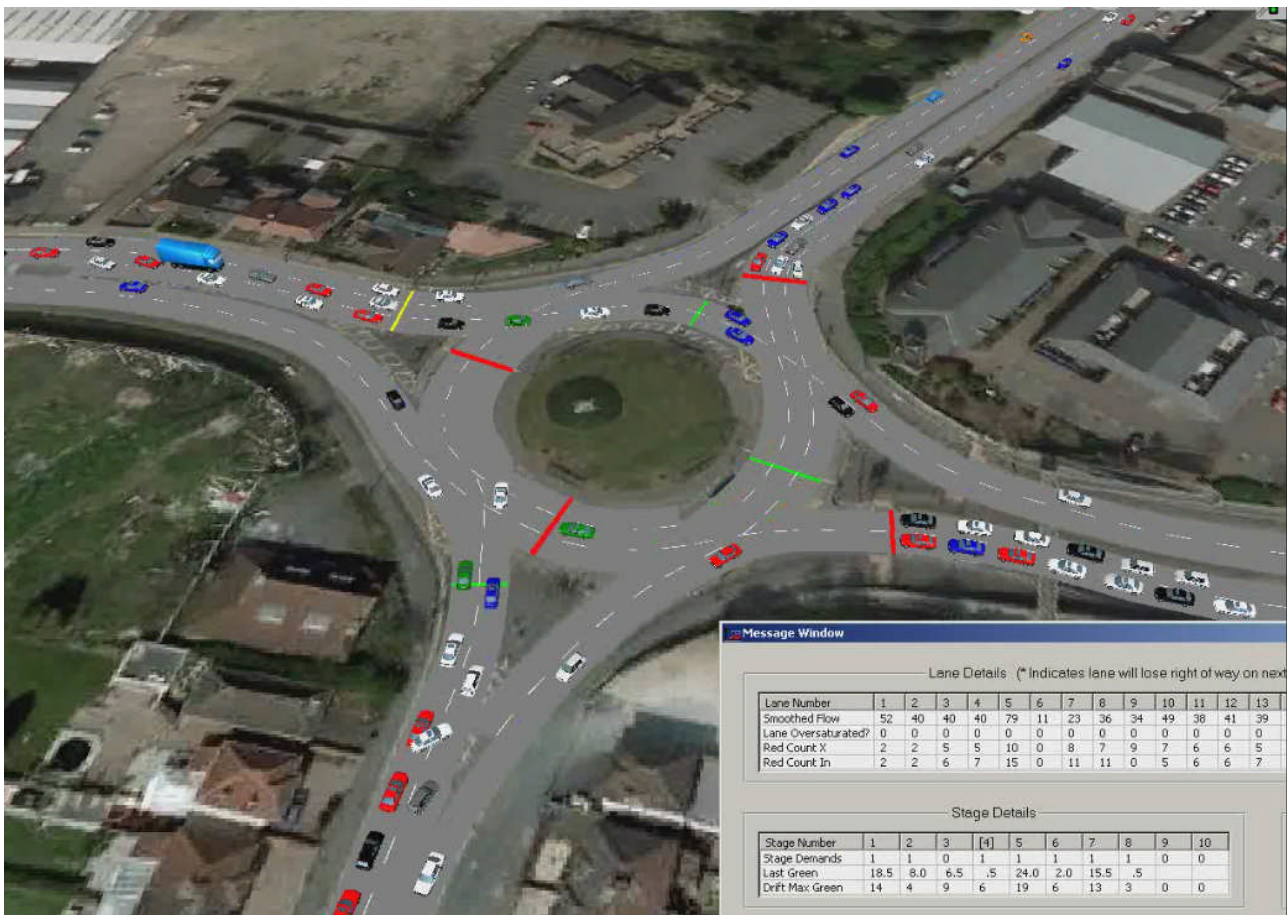 Message Window
Lane Details (* Indicates lane will lose right of way on next
Lane Number 1 2 3 4 5 6 7 8 9 10 11 12 13
Smoothed Flow 52 40 40 40 79 11 23 36 34 49 38 41 39
Lane Oversaturated? 0 0 0 0 0 0 0 0 0 0 0 0 0
Red Count X 2 2 5 5 10 0 8 7 9 7 6 6 5
Red Count In 2 2 6 7 15 0 11 11 0 5 6 6 7
Stage Details
Stage Number 1 2 3 [4] 5 6 7 8 9 10
Stage Demands 1 1 0 1 1 1 1 1 0 0
Last Green 18.5 8.0 6.5 .5 24.0 2.0 15.5 .5
Drift Max Green 14 4 9 6 19 6 13 3 0 0